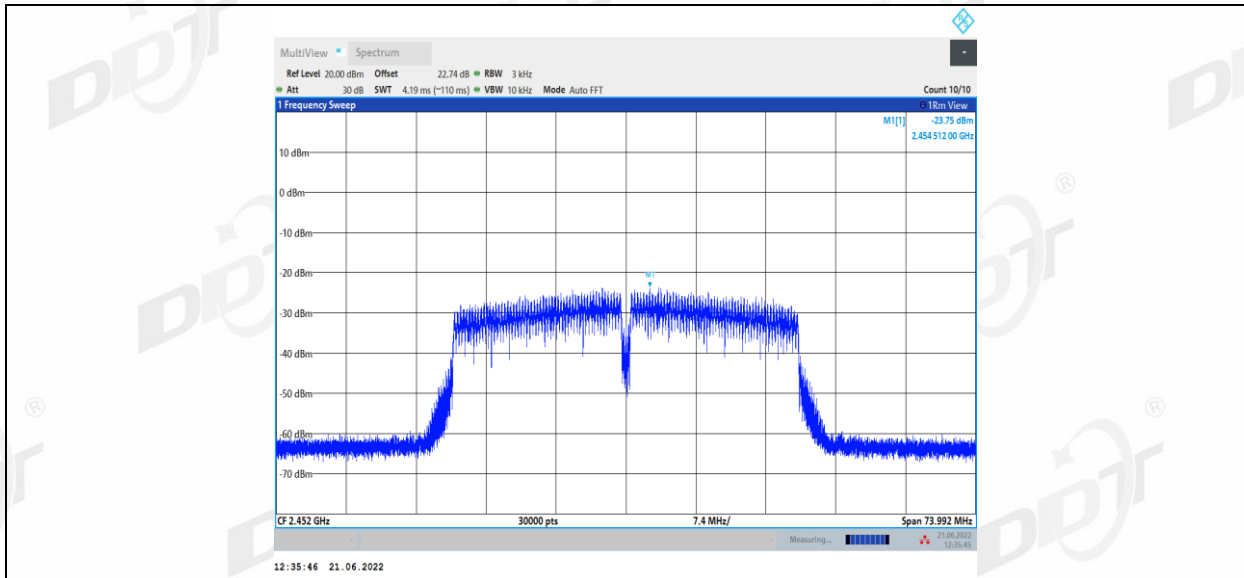 MultiView Spectrum
Ref Level 20.00 dBm Offset 22.74 dB RBW 3 kHz
Att 30 dB SWT 4.19 ms (~110 ms) VBW 10 kHz Mode Auto FFT Count 10/10
1 Frequency Sweep 1Rm View
M1[1] -23.75 dBm
2.454 512 00 GHz
10 dBm
0 dBm
-10 dBm
-20 dBm
M1
-30 dBm
-40 dBm
-50 dBm
-60 dBm
-70 dBm
CF 2.452 GHz 30000 pts 7.4 MHz/ Span 73.992 MHz
Measuring... 21.06.2022
12:35:45
12:35:46 21.06.2022
DDT
®